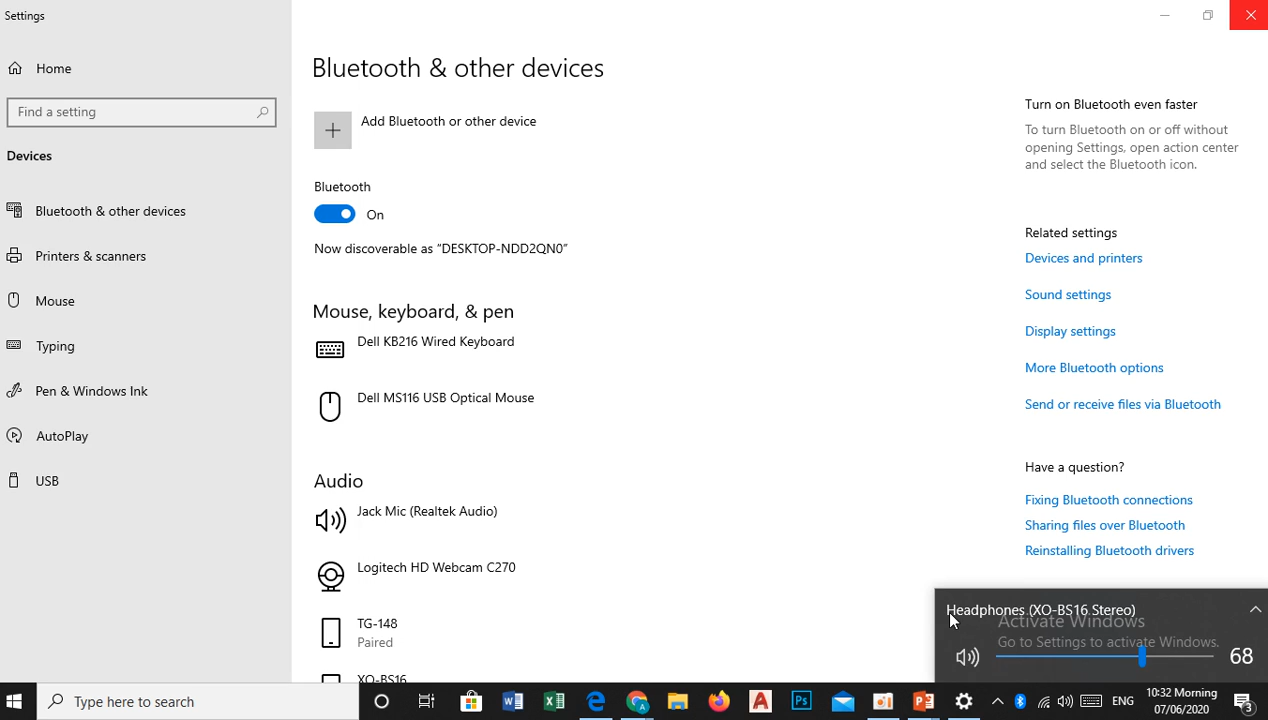 Settings
Home
Find a setting
Devices
Bluetooth & other devices
Printers & scanners
Mouse
Typing
Pen & Windows Ink
AutoPlay
USB
Bluetooth & other devices
Add Bluetooth or other device
Bluetooth
On
Now discoverable as “DESKTOP-NDD2QN0”
Mouse, keyboard, & pen
Dell KB216 Wired Keyboard
Dell MS116 USB Optical Mouse
Audio
Jack Mic (Realtek Audio)
Logitech HD Webcam C270
TG-148
Paired
XO-BS16
Turn on Bluetooth even faster
To turn Bluetooth on or off without
opening Settings, open action center
and select the Bluetooth icon.
Related settings
Devices and printers
Sound settings
Display settings
More Bluetooth options
Send or receive files via Bluetooth
Have a question?
Fixing Bluetooth connections
Sharing files over Bluetooth
Reinstalling Bluetooth drivers
Headphones (XO-BS16 Stereo)
Activate Windows
Go to Settings to activate Windows.
68
Type here to search
ENG
10:32 Morning
07/06/2020
3